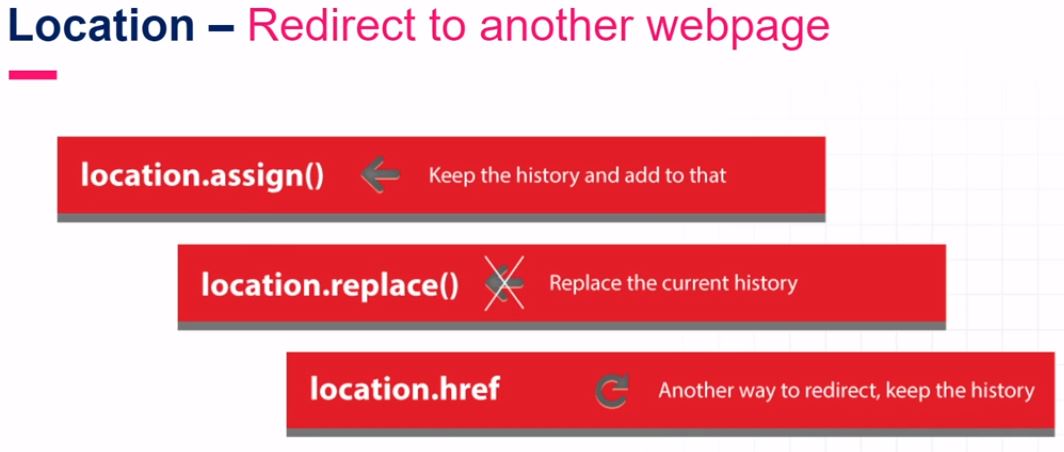 Location – Redirect to another webpage
location.assign() Keep the history and add to that
location.replace() Replace the current history
location.href Another way to redirect, keep the history